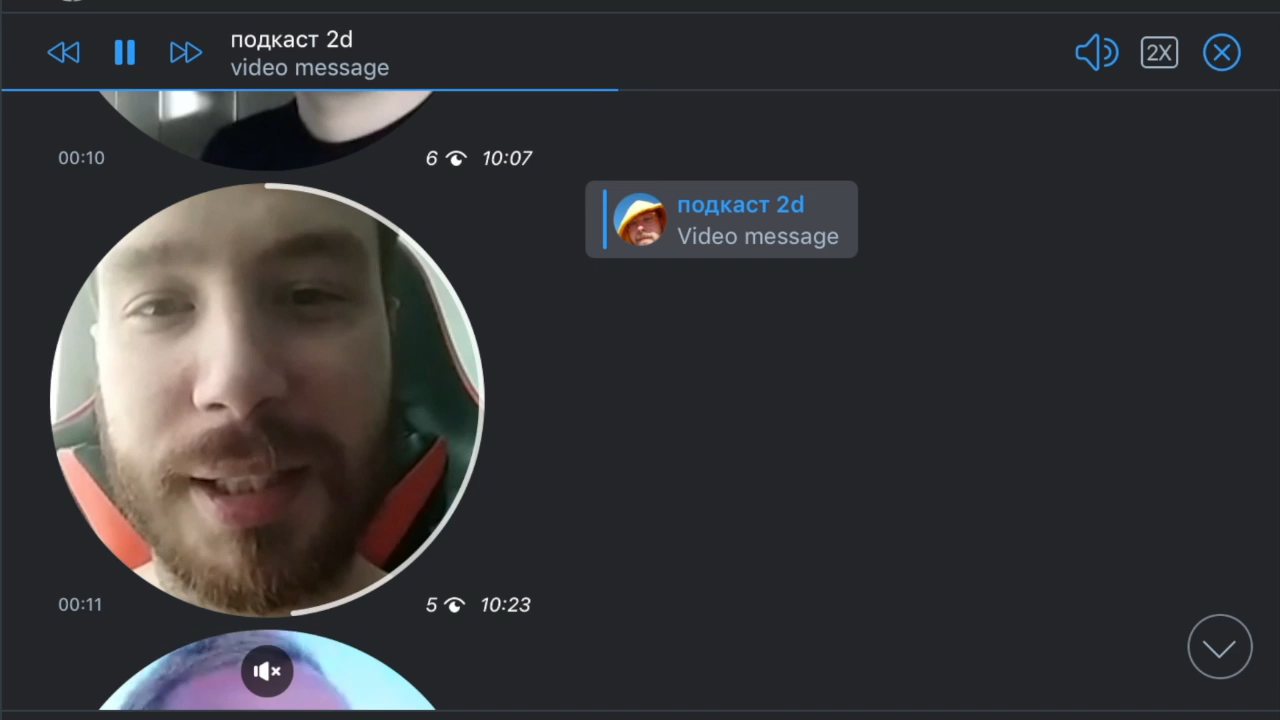 подкаст 2d
video message
2X
00:10
6
10:07
подкаст 2d
Video message
00:11
5
10:23